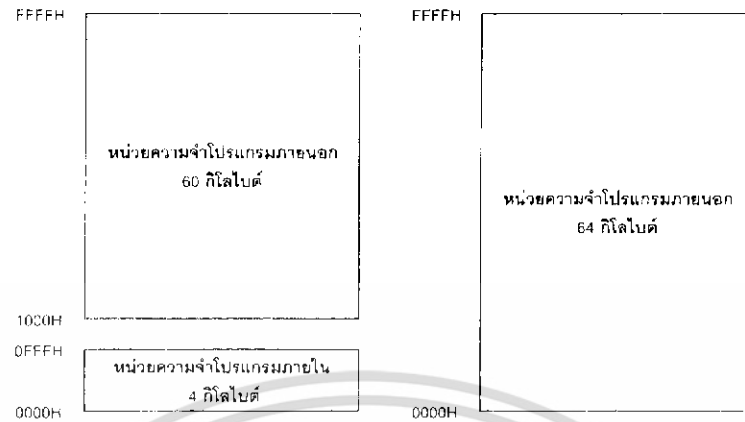 FFFFH
หน่วยความจำโปรแกรมภายนอก
60 กิโลไบต์
1000H
0FFFH
หน่วยความจำโปรแกรมภายใน
4 กิโลไบต์
0000H
FFFFH
หน่วยความจำโปรแกรมภายนอก
64 กิโลไบต์
0000H